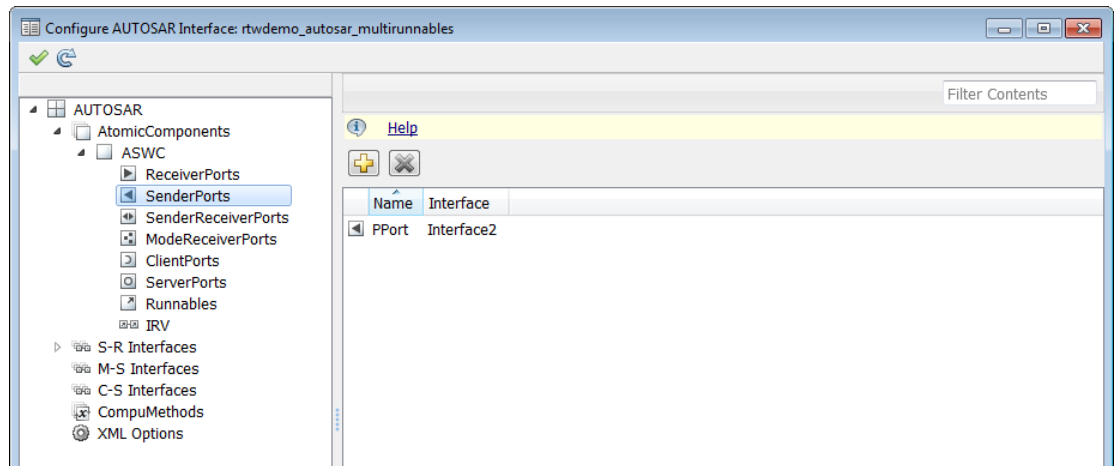 Configure AUTOSAR Interface: rtwdemo_autosar_multirunnables
Filter Contents
AUTOSAR
AtomicComponents
ASWC
ReceiverPorts
SenderPorts
SenderReceiverPorts
ModeReceiverPorts
ClientPorts
ServerPorts
Runnables
IRV
S-R Interfaces
M-S Interfaces
C-S Interfaces
CompuMethods
XML Options
Help
Name Interface
PPort Interface2